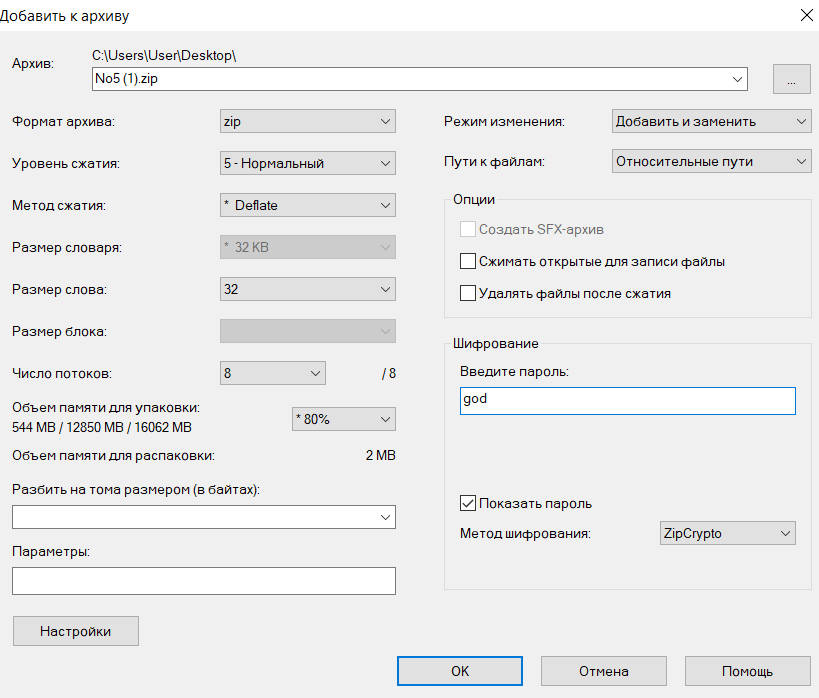 Добавить к архиву
Архив:
C:\Users\User\Desktop\
No5 (1).zip
...
Формат архива:
zip
Уровень сжатия:
5 - Нормальный
Метод сжатия:
* Deflate
Размер словаря:
* 32 KB
Размер слова:
32
Размер блока:
Число потоков:
8
/ 8
Объем памяти для упаковки:
544 MB / 12850 MB / 16062 MB
* 80%
Объем памяти для распаковки:
2 MB
Разбить на тома размером (в байтах):
Параметры:
Настройки
Режим изменения:
Добавить и заменить
Пути к файлам:
Относительные пути
Опции
Создать SFX-архив
Сжимать открытые для записи файлы
Удалять файлы после сжатия
Шифрование
Введите пароль:
god
Показать пароль
Метод шифрования:
ZipCrypto
OK
Отмена
Помощь